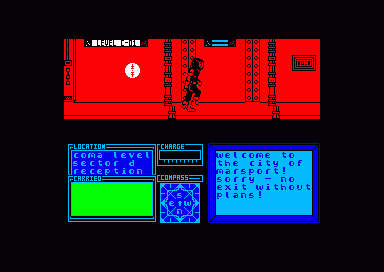 LEVEL C-01
LOCATION
coma level
sector d
reception
CHARGE
CARRIED
COMPASS
s
e w
n
welcome to
the city of
marsport!
sorry - no
exit without
plans!